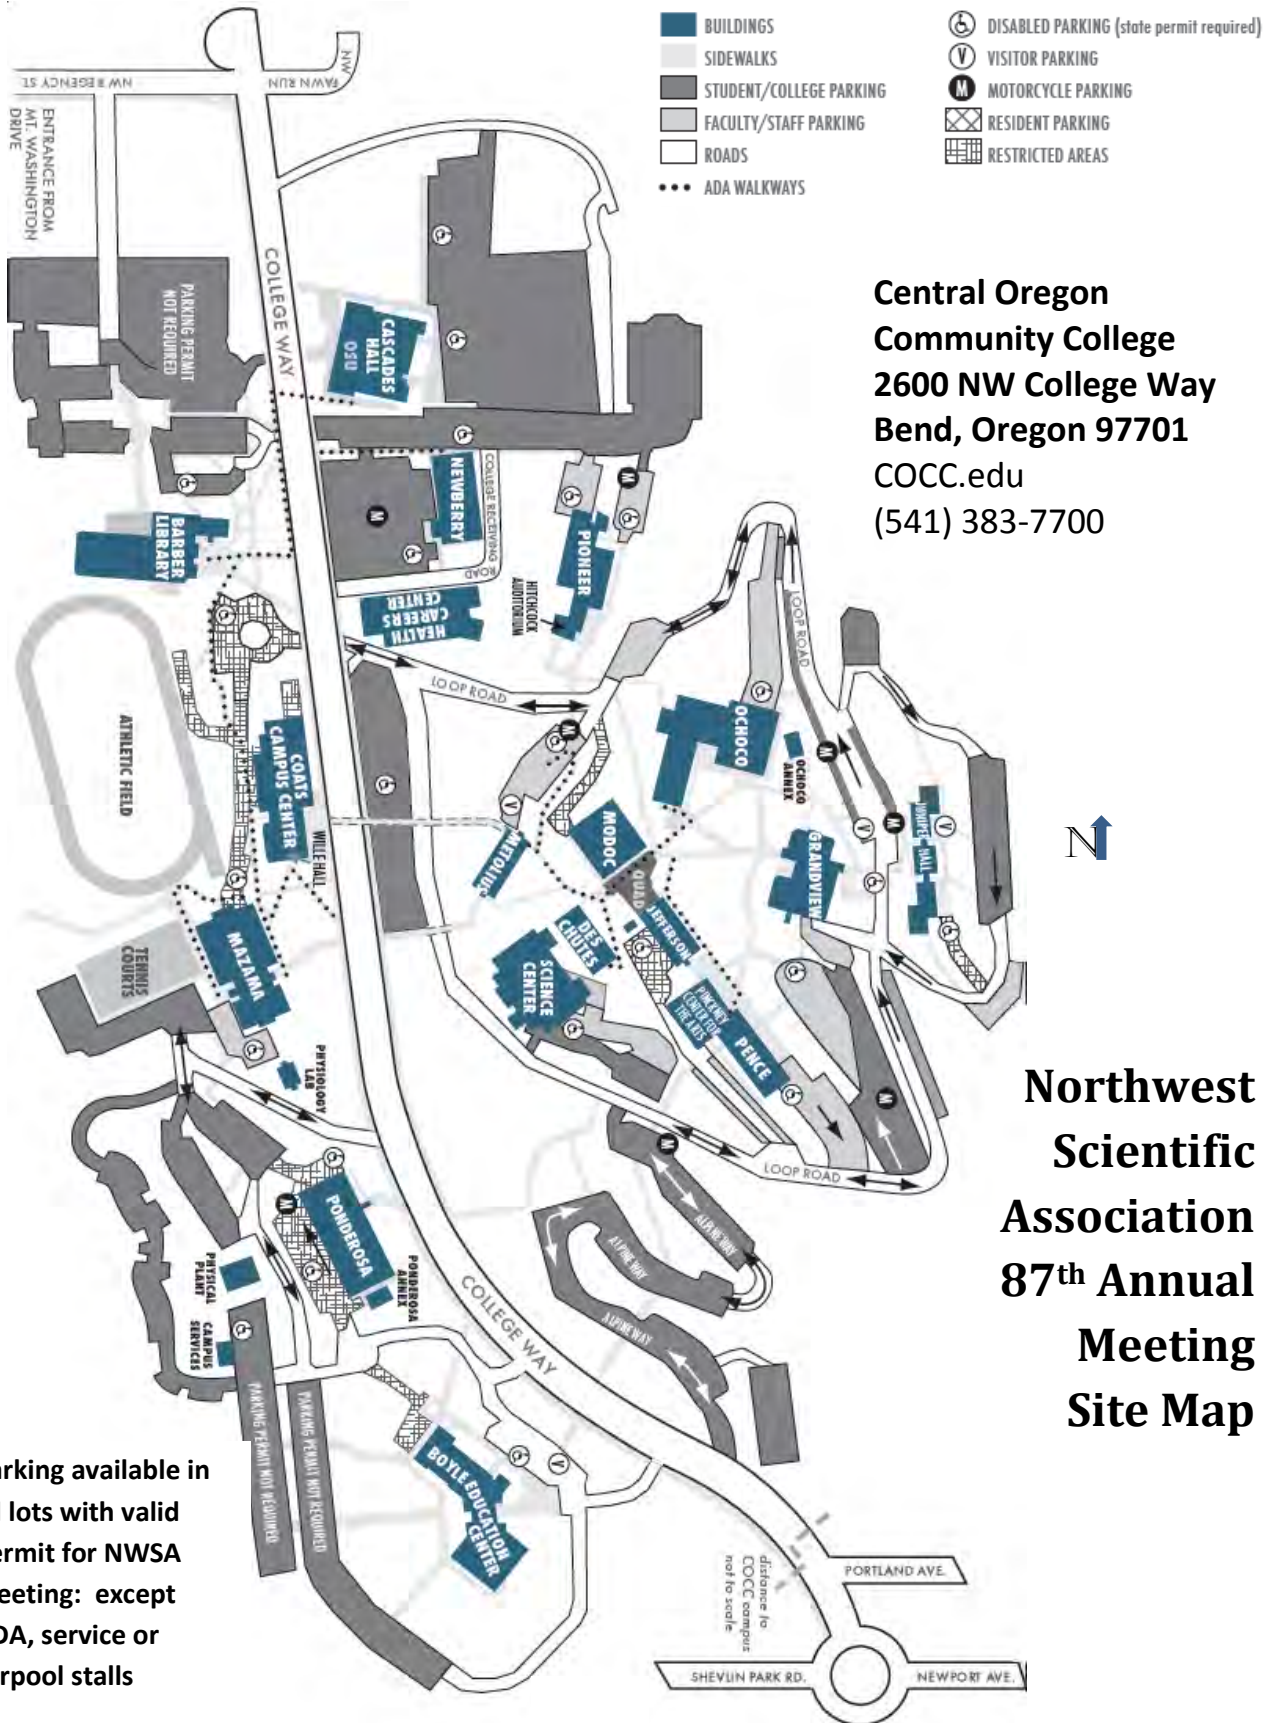 BUILDINGS
SIDEWALKS
STUDENT/COLLEGE PARKING
FACULTY/STAFF PARKING
ROADS
ADA WALKWAYS
DISABLED PARKING (state permit required)
V VISITOR PARKING
M MOTORCYCLE PARKING
RESIDENT PARKING
RESTRICTED AREAS
NW REGENCY ST.
NW
FAWN RUN
ENTRANCE FROM
MT. WASHINGTON
DRIVE
COLLEGE WAY
PARKING PERMIT
NOT REQUIRED
CASCADES
HALL
OSU
Central Oregon
Community College
2600 NW College Way
Bend, Oregon 97701
COCC.edu
(541) 383-7700
NEWBERRY
COLLEGE RECEIVING
ROAD
M
M
PIONEER
HITCHCOCK
AUDITORIUM
BARBER
LIBRARY
HEALTH
CAREERS
CENTER
LOOP ROAD
LOOP ROAD
OCHOCO
OCHOCO
ANNEX
M
M
V
V
JUNIPER HALL
GRANDVIEW
ATHLETIC FIELD
COATS
CAMPUS CENTER
WILLE HALL
M
V
METOLIUS
MODOC
QUAD
JEFFERSON
DES
CHUTES
SCIENCE
CENTER
PINCKNEY
CENTER FOR
THE ARTS
PENCE
N
MAZAMA
TENNIS
COURTS
PHYSIOLOGY
LAB
M
M
LOOP ROAD
ALPINE WAY
ALPINE WAY
ALPINE WAY
Northwest
Scientific
Association
87th Annual
Meeting
Site Map
M
PONDEROSA
PONDEROSA
ANNEX
PHYSICAL
PLANT
CAMPUS
SERVICES
COLLEGE WAY
PARKING PERMIT NOT REQUIRED
PARKING PERMIT NOT REQUIRED
V
BOYLE EDUCATION
CENTER
arking available in
lots with valid
ermit for NWSA
eeting: except
DA, service or
rpool stalls
distance to
COCC campus
not to scale
PORTLAND AVE.
SHEVLIN PARK RD.
NEWPORT AVE.